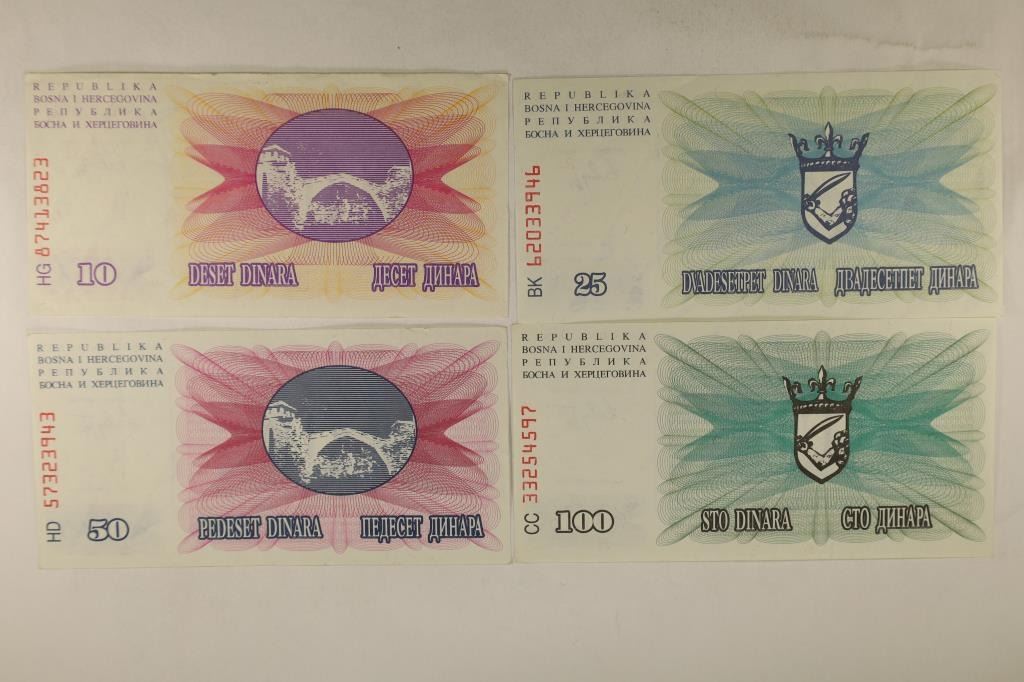 REPUBLIKA
BOSNA I HERCEGOVINA
РЕПУБЛИКА
БОСНА И ХЕРЦЕГОВИНА
HG 87413823
10
DESET DINARA ДЕСЕТ ДИНАРА
REPUBLIKA
BOSNA I HERCEGOVINA
РЕПУБЛИКА
БОСНА И ХЕРЦЕГОВИНА
BK 62033946
25
DVADESETPET DINARA ДВАДЕСЕТПЕТ ДИНАРА
REPUBLIKA
BOSNA I HERCEGOVINA
РЕПУБЛИКА
БОСНА И ХЕРЦЕГОВИНА
HD 57323943
50
PEDESET DINARA ПЕДЕСЕТ ДИНАРА
REPUBLIKA
BOSNA I HERCEGOVINA
РЕПУБЛИКА
БОСНА И ХЕРЦЕГОВИНА
CC 33254597
100
STO DINARA СТО ДИНАРА